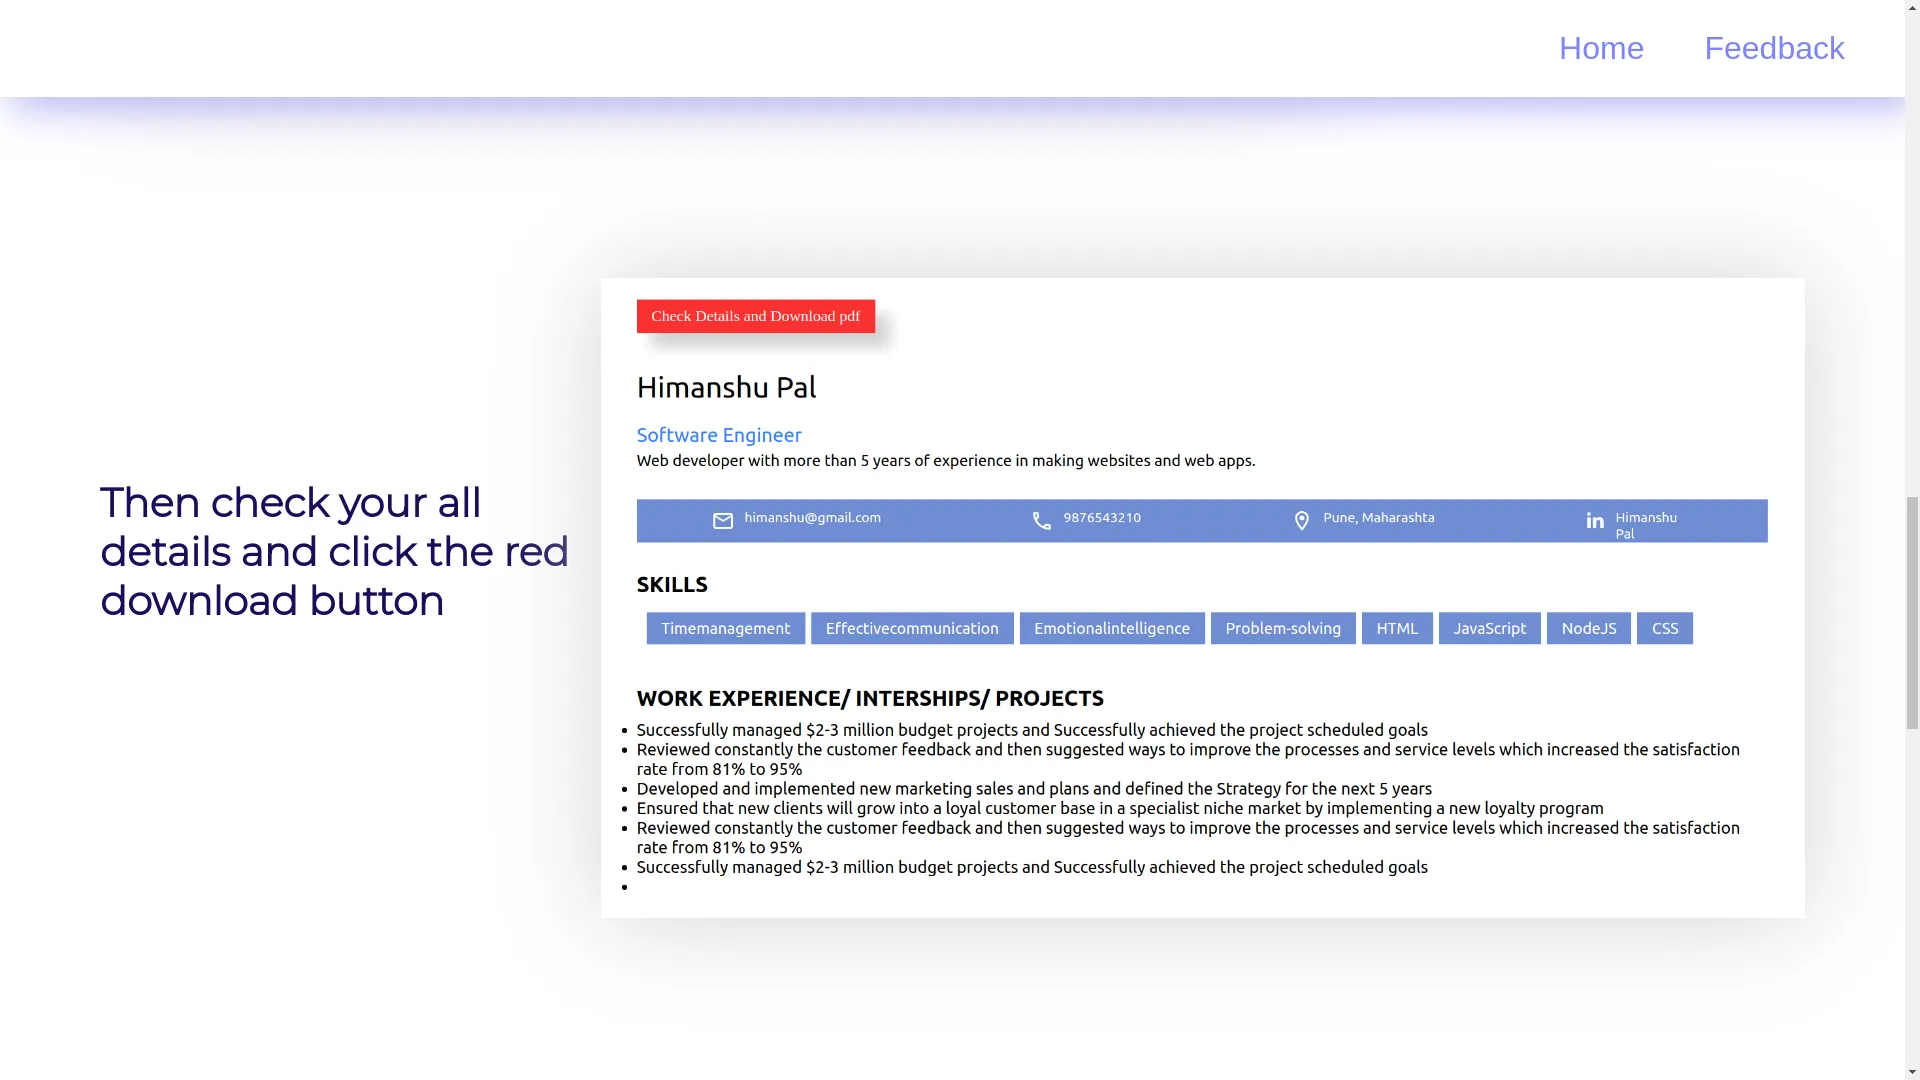 Home Feedback
Then check your all
details and click the red
download button
Check Details and Download pdf
Himanshu Pal
Software Engineer
Web developer with more than 5 years of experience in making websites and web apps.
himanshu@gmail.com 9876543210 Pune, Maharashtra Himanshu
Pal
SKILLS
Timemanagement Effectivecommunication Emotionalintelligence Problem-solving HTML JavaScript NodeJS CSS
WORK EXPERIENCE/ INTERSHIPS/ PROJECTS
• Successfully managed $2-3 million budget projects and Successfully achieved the project scheduled goals
• Reviewed constantly the customer feedback and then suggested ways to improve the processes and service levels which increased the satisfaction
rate from 81% to 95%
• Developed and implemented new marketing sales and plans and defined the Strategy for the next 5 years
• Ensured that new clients will grow into a loyal customer base in a specialist niche market by implementing a new loyalty program
• Reviewed constantly the customer feedback and then suggested ways to improve the processes and service levels which increased the satisfaction
rate from 81% to 95%
• Successfully managed $2-3 million budget projects and Successfully achieved the project scheduled goals
•